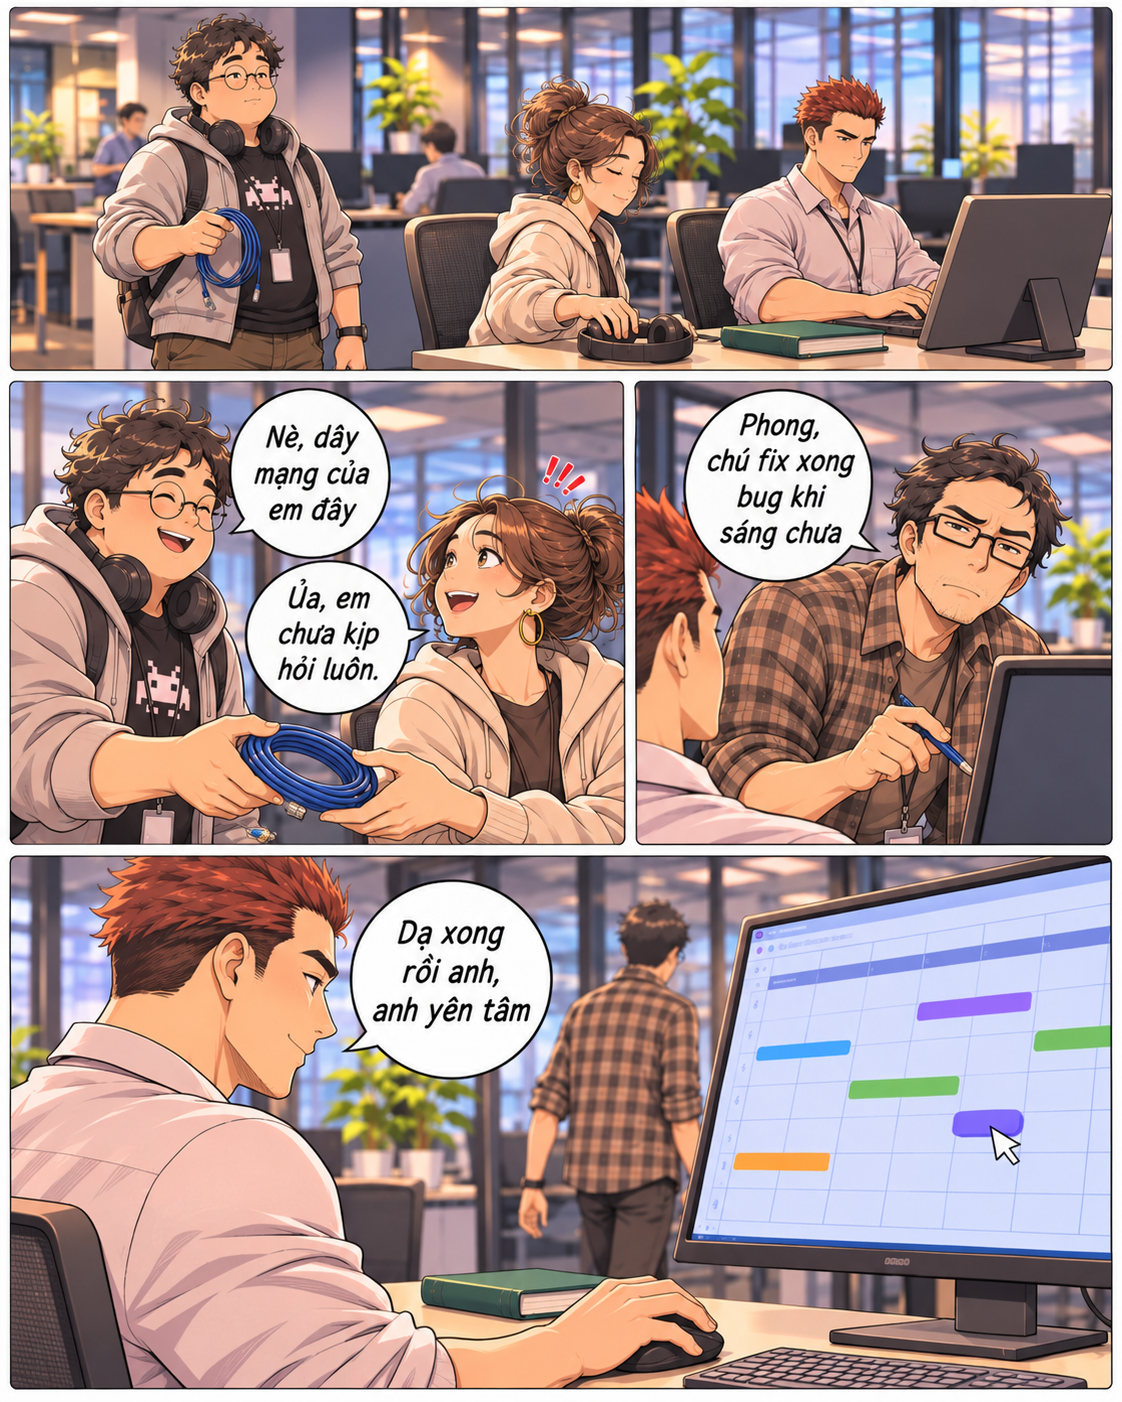 Nè, dây
mạng của
em đây
Ủa, em
chưa kịp
hỏi luôn.
!!!
Phong,
chú fix xong
bug khi
sáng chưa
Dạ xong
rồi anh,
anh yên tâm